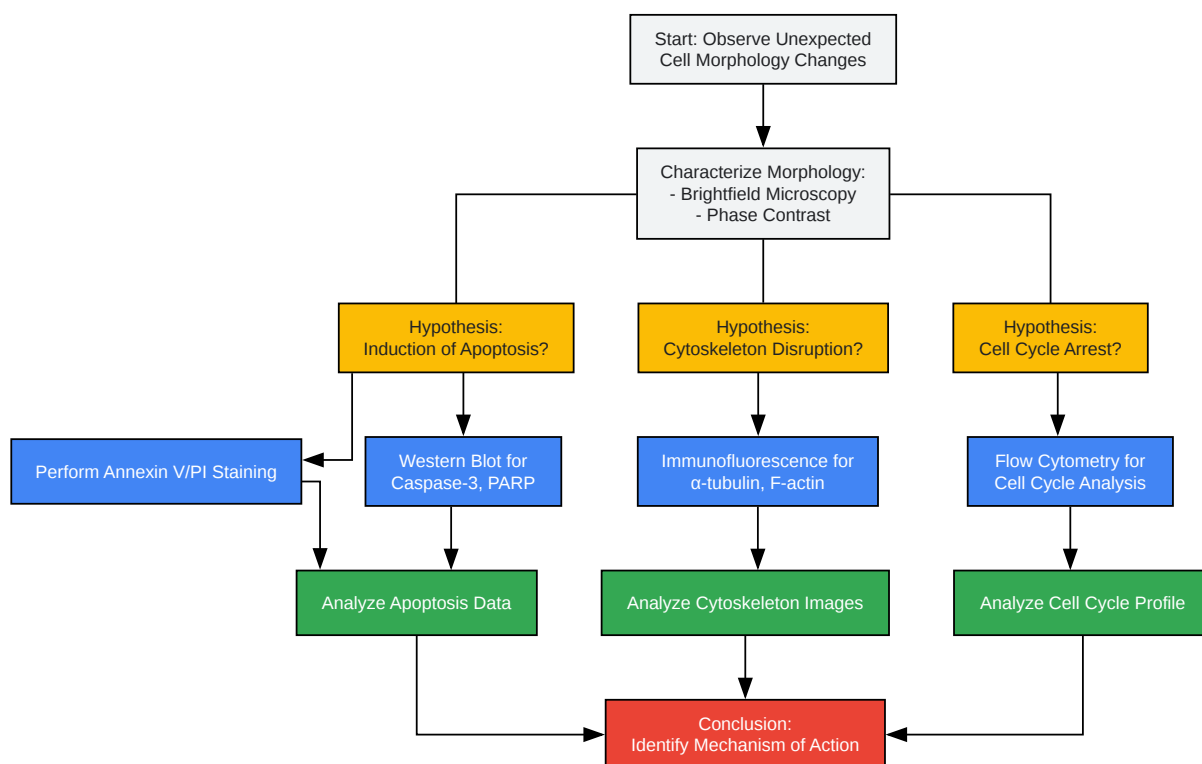 Start: Observe Unexpected
Cell Morphology Changes
Characterize Morphology:
- Brightfield Microscopy
- Phase Contrast
Hypothesis:
Induction of Apoptosis?
Hypothesis:
Cytoskeleton Disruption?
Hypothesis:
Cell Cycle Arrest?
Perform Annexin V/PI Staining
Western Blot for
Caspase-3, PARP
Immunofluorescence for
α-tubulin, F-actin
Flow Cytometry for
Cell Cycle Analysis
Analyze Apoptosis Data
Analyze Cytoskeleton Images
Analyze Cell Cycle Profile
Conclusion:
Identify Mechanism of Action